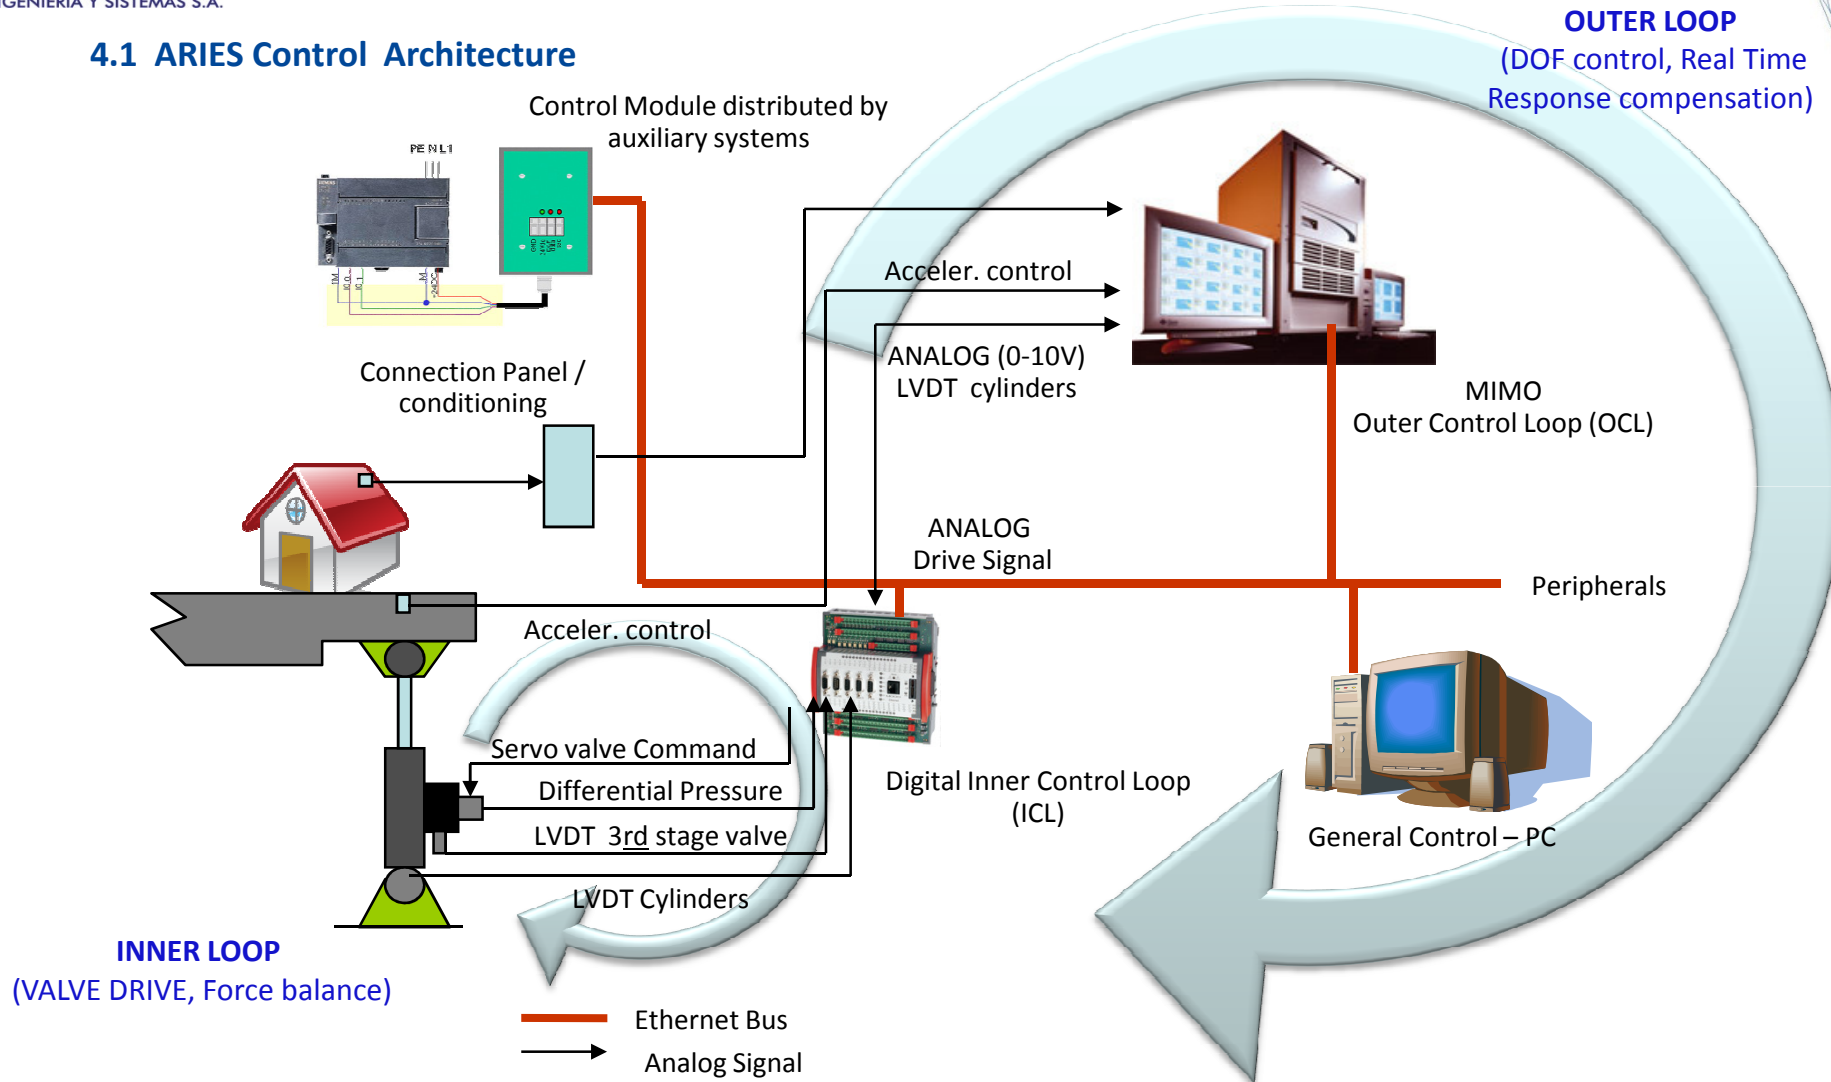 INGENIERÍA Y SISTEMAS S.A.
4.1 ARIES Control Architecture
OUTER LOOP
(DOF control, Real Time
Response compensation)
Control Module distributed by
auxiliary systems
PE N L1
Acceler. control
ANALOG (0-10V)
LVDT cylinders
Connection Panel /
conditioning
MIMO
Outer Control Loop (OCL)
ANALOG
Drive Signal
Peripherals
Acceler. control
Servo valve Command
Differential Pressure
LVDT 3rd stage valve
LVDT Cylinders
Digital Inner Control Loop
(ICL)
General Control – PC
INNER LOOP
(VALVE DRIVE, Force balance)
Ethernet Bus
Analog Signal